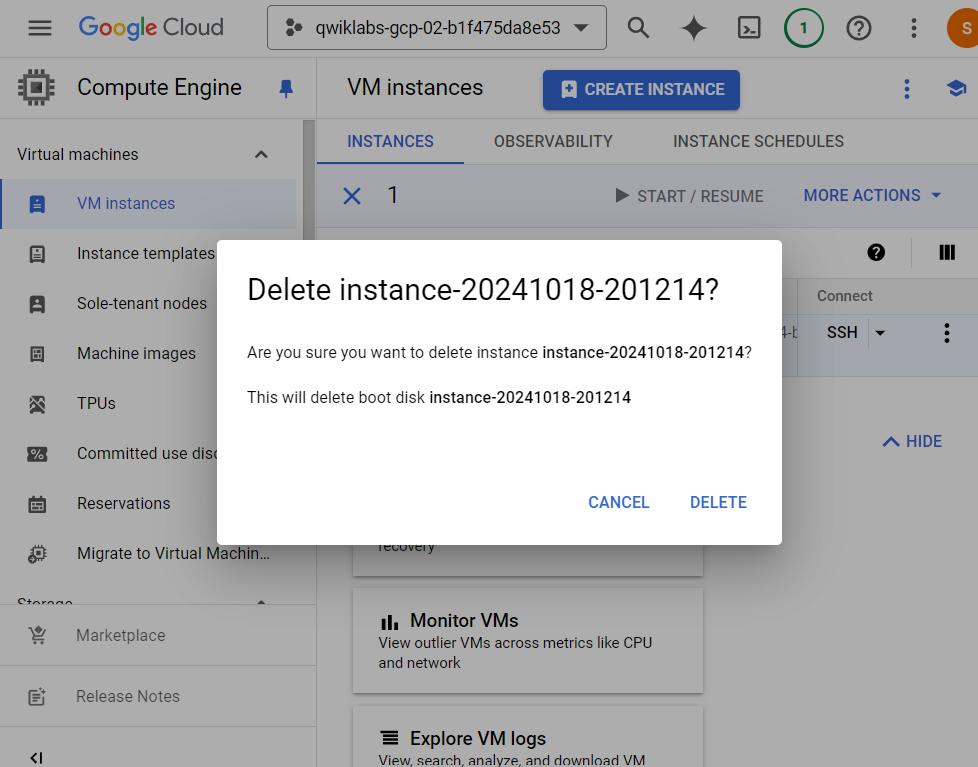 Google Cloud
qwiklabs-gcp-02-b1f475da8e53
1
S
Compute Engine
VM instances
CREATE INSTANCE
Virtual machines
INSTANCES
OBSERVABILITY
INSTANCE SCHEDULES
VM instances
1
START / RESUME
MORE ACTIONS
Instance templates
Sole-tenant nodes
Machine images
TPUs
Committed use disc
Reservations
Migrate to Virtual Machin...
Storage
Marketplace
Release Notes
Delete instance-20241018-201214?
Are you sure you want to delete instance instance-20241018-201214?
This will delete boot disk instance-20241018-201214
CANCEL
DELETE
Connect
4-b
SSH
HIDE
recovery
Monitor VMs
View outlier VMs across metrics like CPU
and network
Explore VM logs
View, search, analyze, and download VM